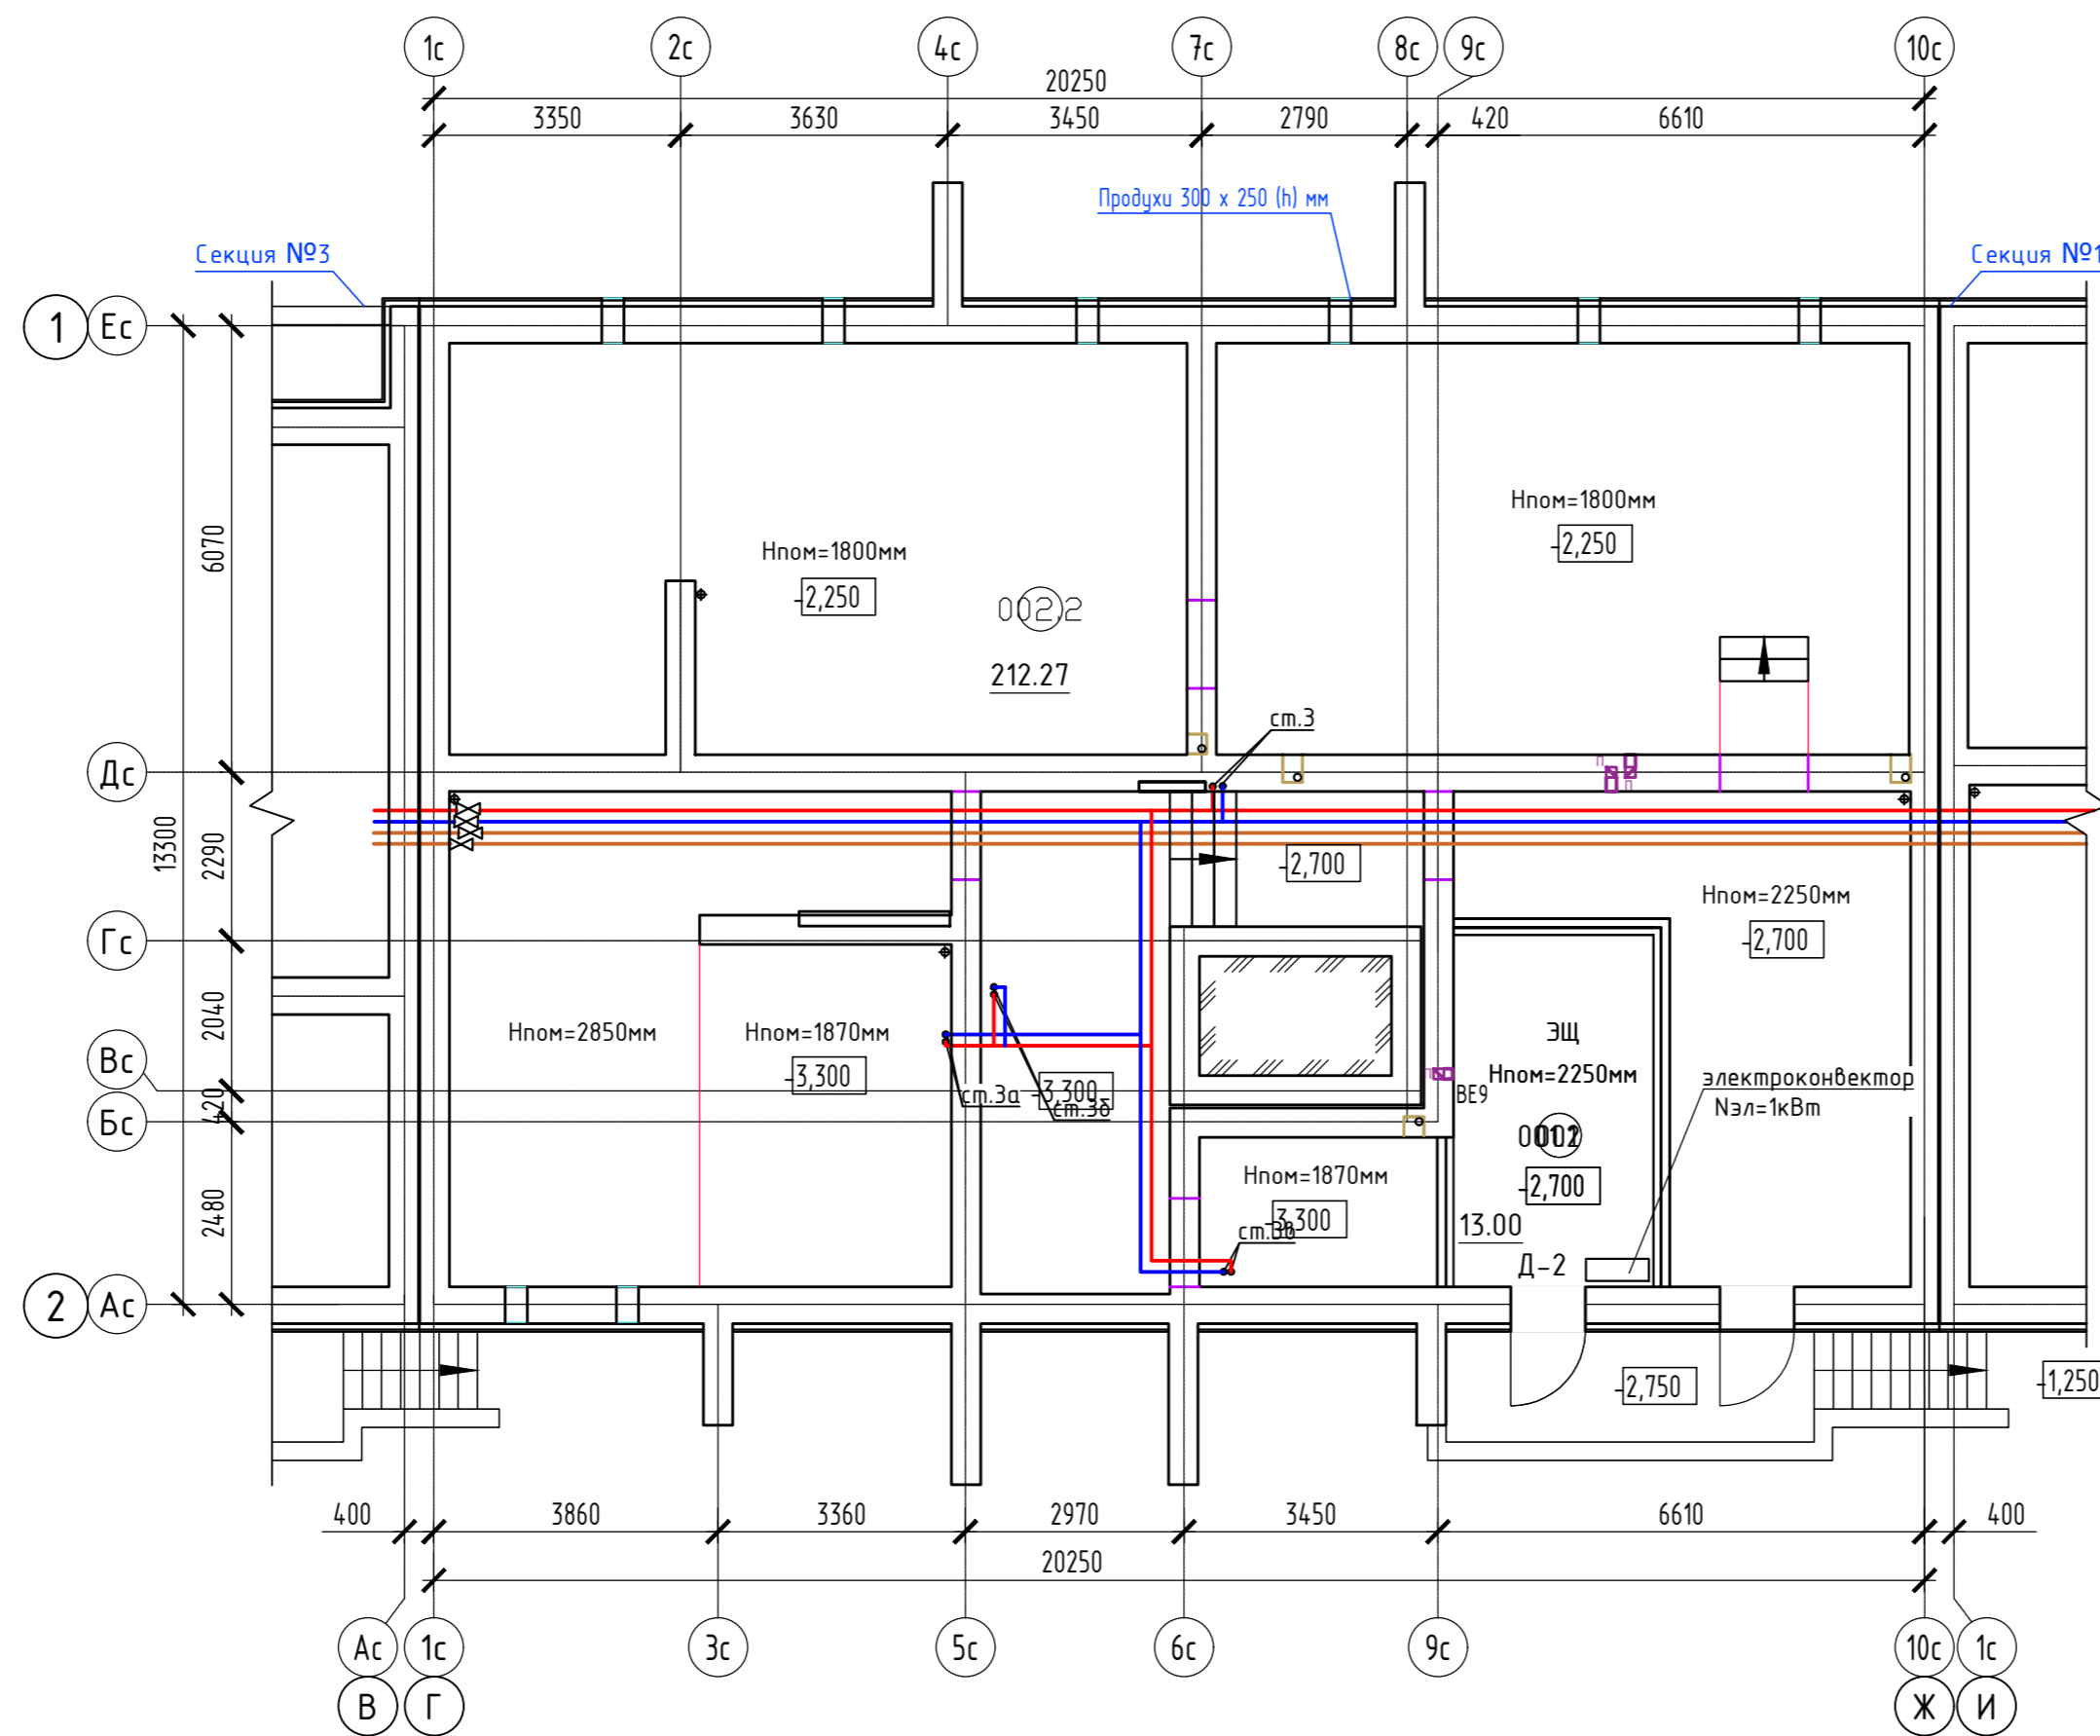 1с
2с
4с
7с
8с
9с
10с
20250
3350
3630
3450
2790
420
6610
Продухи 300 x 250 (h) мм
Секция №3
Секция №1
1
Ес
6070
Нпом=1800мм
-2,250
Нпом=1800мм
-2,250
002.2
212.27
ст.3
Дс
13300
2290
-2,700
Нпом=2250мм
-2,700
Гс
2040
Нпом=2850мм
Нпом=1870мм
-3,300
ЭЩ
Нпом=2250мм
Вс
420
ст.3а
-3,300
ст.3б
ВЕ9
электроконвектор
Nэл=1кВт
Бс
2480
Нпом=1870мм
-3,300
ст.3в
-2,700
13.00
Д-2
2
Ас
-2,750
-1,250
400
3860
3360
2970
3450
6610
400
20250
Ас
1с
3с
5с
6с
9с
10с
1с
В
Г
Ж
И